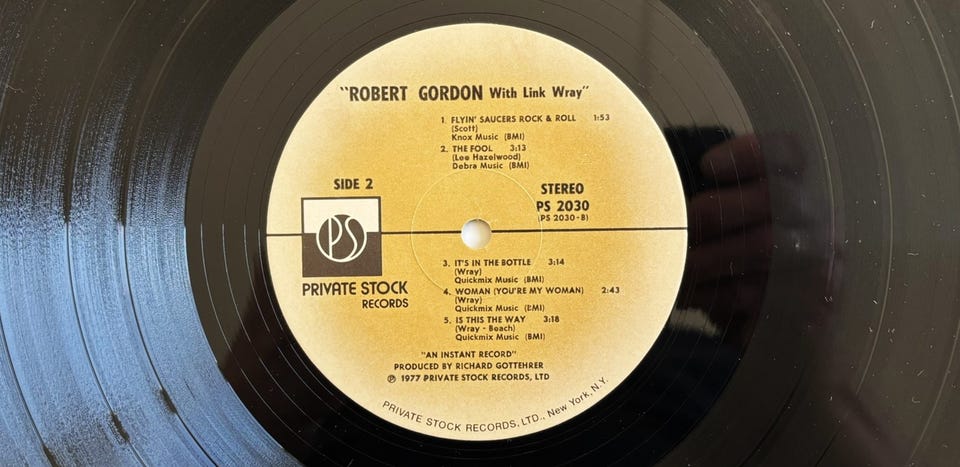 "ROBERT GORDON With Link Wray"
1. FLYIN' SAUCERS ROCK & ROLL 1:53
(Scott)
Knox Music (BMI)
2. THE FOOL 3:13
(Lee Hazelwood)
Debra Music (BMI)
SIDE 2
STEREO
PS 2030
(PS 2030-B)
PS
PRIVATE STOCK
RECORDS
3. IT'S IN THE BOTTLE 3:14
(Wray)
Quickmix Music (BMI)
4. WOMAN (YOU'RE MY WOMAN) 2:43
(Wray)
Quickmix Music (BMI)
5. IS THIS THE WAY 3:18
(Wray - Beach)
Quickmix Music (BMI)
"AN INSTANT RECORD"
PRODUCED BY RICHARD GOTTEHRER
℗ 1977 PRIVATE STOCK RECORDS, LTD
PRIVATE STOCK RECORDS, LTD., New York, N.Y.